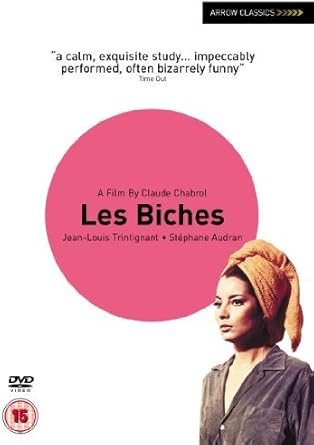 ARROW CLASSICS >>>>>
"a calm, exquisite study... impeccably
performed, often bizarrely funny"
Time Out
A Film By Claude Chabrol
Les Biches
Jean-Louis Trintignant • Stéphane Audran
DVD
VIDEO
15